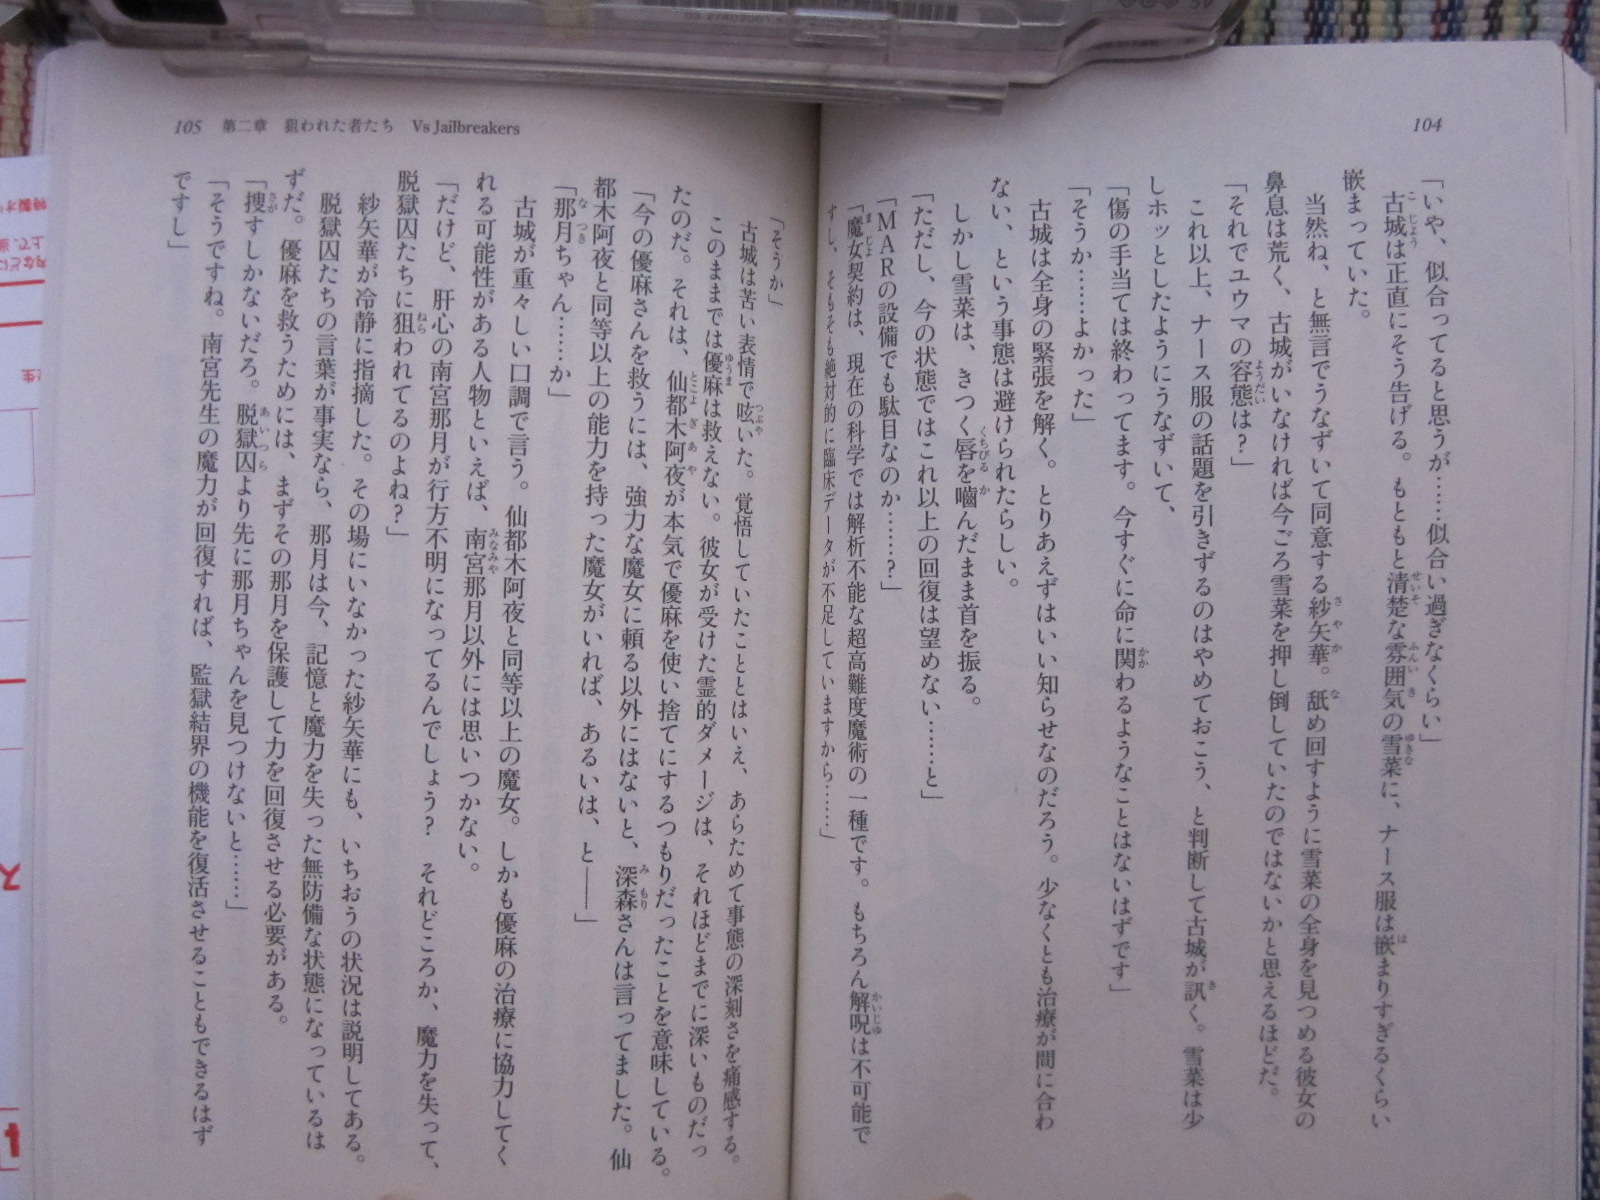 104
「いや、似合ってると思うが……似合い過ぎなくらい」
古城は正直にそう告げる。もともと清楚な雰囲気の雪菜に、ナース服は嵌まりすぎるくらい
嵌まっていた。
当然ね、と無言でうなずいて同意する紗矢華。舐め回すように雪菜の全身を見つめる彼女の
鼻息は荒く、古城がいなければ今ごろ雪菜を押し倒していたのではないかと思えるほどだ。
「それでユウマの容態は?」
これ以上、ナース服の話題を引きずるのはやめておこう、と判断して古城が訊く。雪菜は少
しホッとしたようにうなずいて、
「傷の手当ては終わってます。今すぐに命に関わるようなことはないはずです」
「そうか……よかった」
古城は全身の緊張を解く。とりあえずはいい知らせなのだろう。少なくとも治療が間に合わ
ない、という事態は避けられたらしい。
しかし雪菜は、きつく唇を噛んだまま首を振る。
「ただし、今の状態ではこれ以上の回復は望めない……と」
「MARの設備でも駄目なのか……?」
「魔女契約は、現在の科学では解析不能な超高難度魔術の一種です。もちろん解呪は不可能で
すし、そもそも絶対的に臨床データが不足していますから……」
105 第二章 狙われた者たち Vs Jailbreakers
「そうか」
古城は苦い表情で呟いた。覚悟していたこととはいえ、あらためて事態の深刻さを痛感する。
このままでは優麻は救えない。彼女が受けた霊的ダメージは、それほどまでに深いものだっ
たのだ。それは、仙都木阿夜が本気で優麻を使い捨てにするつもりだったことを意味している。
「今の優麻さんを救うには、強力な魔女に頼る以外にはないと、深森さんは言ってました。仙
都木阿夜と同等以上の能力を持った魔女がいれば、あるいは、と――」
「那月ちゃん……か」
古城が重々しい口調で言う。仙都木阿夜と同等以上の魔女。しかも優麻の治療に協力してく
れる可能性がある人物といえば、南宮那月以外には思いつかない。
「だけど、肝心の南宮那月が行方不明になってるんでしょう? それどころか、魔力を失って、
脱獄囚たちに狙われてるのよね?」
紗矢華が冷静に指摘した。その場にいなかった紗矢華にも、いちおうの状況は説明してある。
脱獄囚たちの言葉が事実なら、那月は今、記憶と魔力を失った無防備な状態になっているは
ずだ。優麻を救うためには、まずその那月を保護して力を回復させる必要がある。
「捜すしかないだろ。脱獄囚より先に那月ちゃんを見つけないと……」
「そうですね。南宮先生の魔力が回復すれば、監獄結界の機能を復活させることもできるはず
ですし」